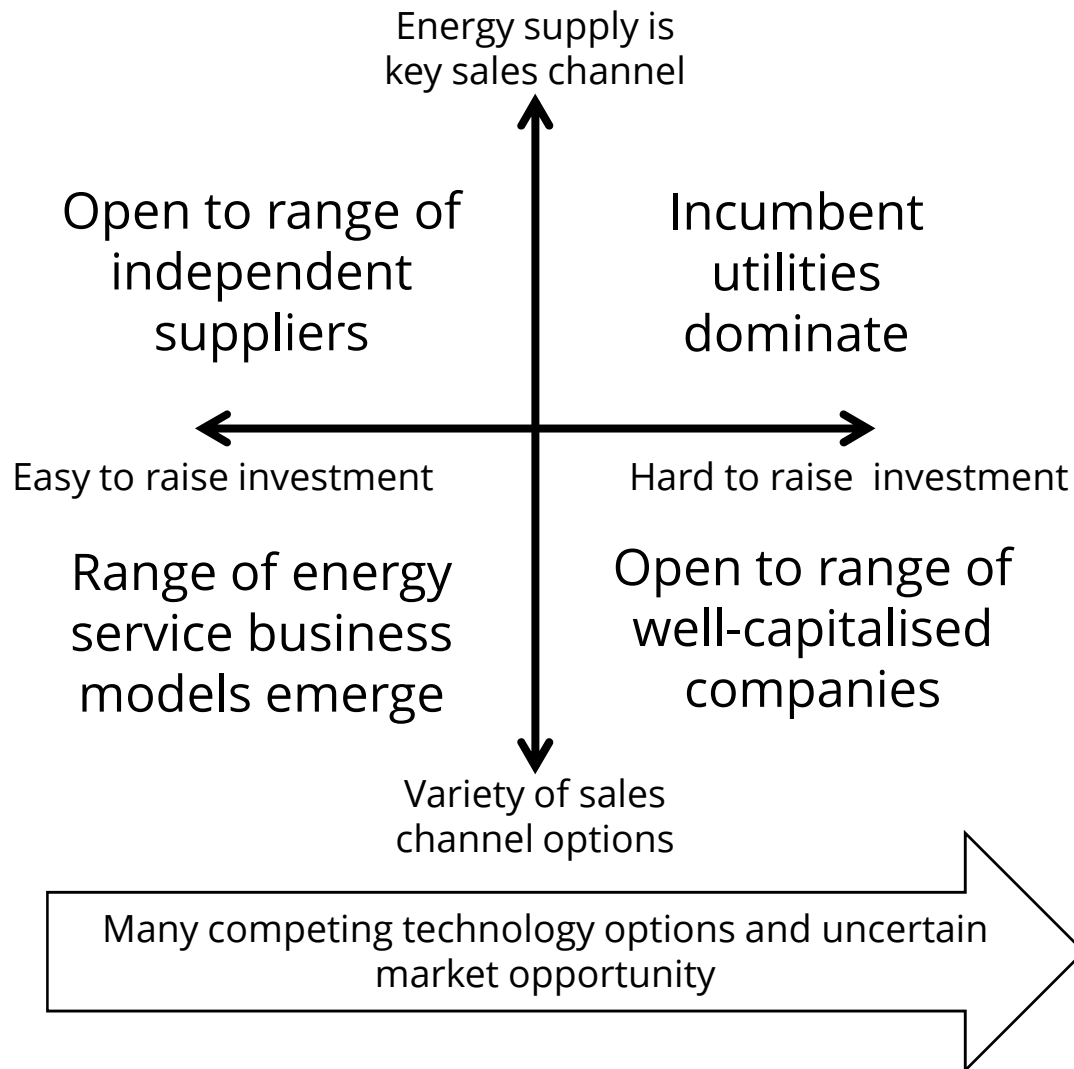 Energy supply is
key sales channel
Open to range of
independent
suppliers
Incumbent
utilities
dominate
Easy to raise investment
Hard to raise  investment
Range of energy
service business
models emerge
Open to range of
well-capitalised
companies
Variety of sales
channel options
Many competing technology options and uncertain
market opportunity